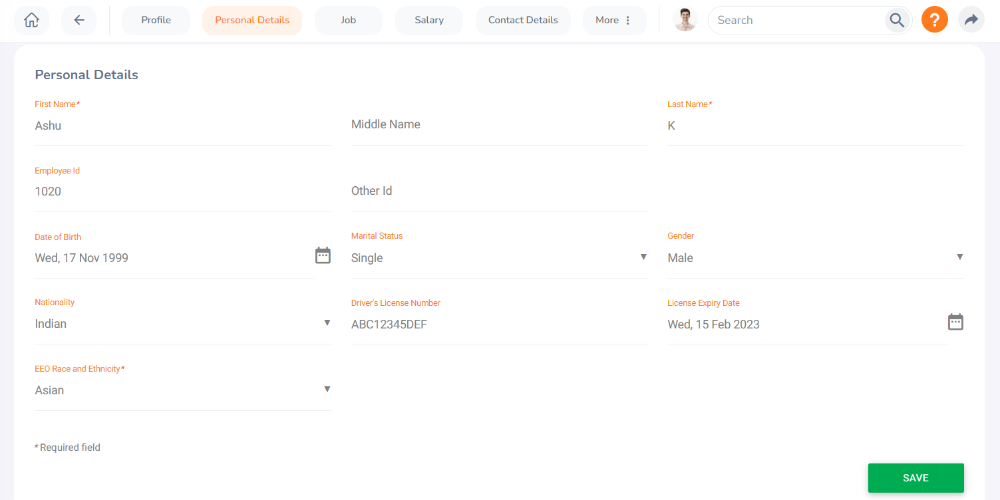 Profile
Personal Details
Job
Salary
Contact Details
More
Search
?
Personal Details
First Name*
Ashu
Middle Name
Last Name*
K
Employee Id
1020
Other Id
Date of Birth
Wed, 17 Nov 1999
Marital Status
Single
Gender
Male
Nationality
Indian
Driver's License Number
ABC12345DEF
License Expiry Date
Wed, 15 Feb 2023
EEO Race and Ethnicity*
Asian
*Required field
SAVE